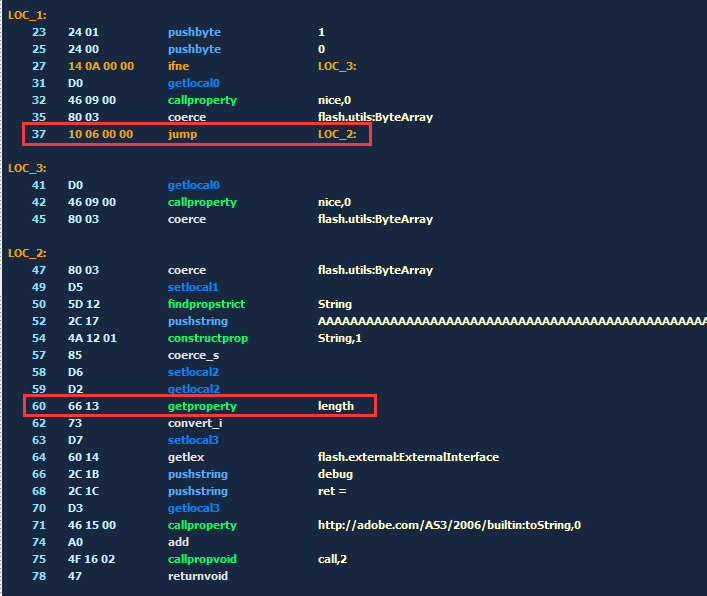 LOC_1:
23 24 01 pushbyte 1
25 24 00 pushbyte 0
27 14 0A 00 00 ifne LOC_3:
31 D0 getlocal0
32 46 09 00 callproperty nice,0
35 80 03 coerce flash.utils:ByteArray
37 10 06 00 00 jump LOC_2:
LOC_3:
41 D0 getlocal0
42 46 09 00 callproperty nice,0
45 80 03 coerce flash.utils:ByteArray
LOC_2:
47 80 03 coerce flash.utils:ByteArray
49 D5 setlocal1
50 5D 12 findpropstrict String
52 2C 17 pushstring AAAAAAAAAAAAAAAAAAAAAAAAAAAAAAAAAAAAAAAAAAAAAAAA
54 4A 12 01 constructprop String,1
57 85 coerce_s
58 D6 setlocal2
59 D2 getlocal2
60 66 13 getproperty length
62 73 convert_i
63 D7 setlocal3
64 60 14 getlex flash.external:ExternalInterface
66 2C 1B pushstring debug
68 2C 1C pushstring ret =
70 D3 getlocal3
71 46 15 00 callproperty http://adobe.com/AS3/2006/builtin:toString,0
74 A0 add
75 4F 16 02 callpropvoid call,2
78 47 returnvoid